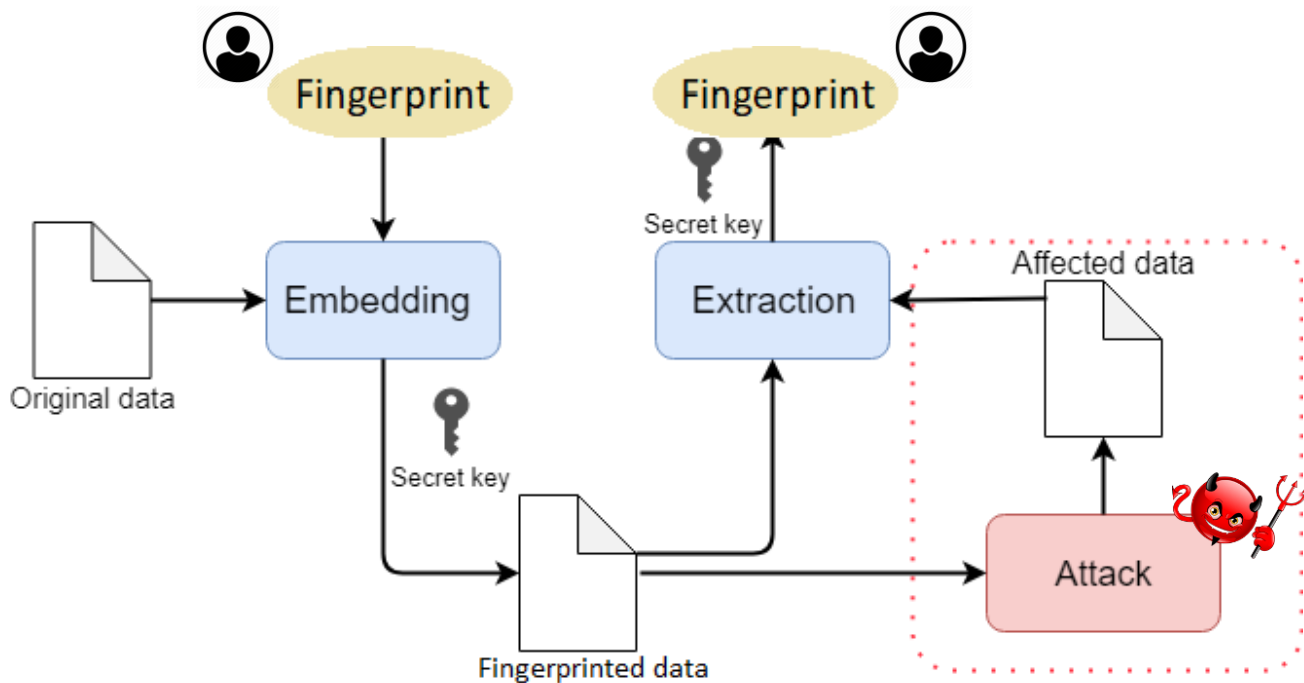 Fingerprint
Fingerprint
Secret key
Embedding
Extraction
Affected data
Original data
Secret key
Attack
Fingerprinted data